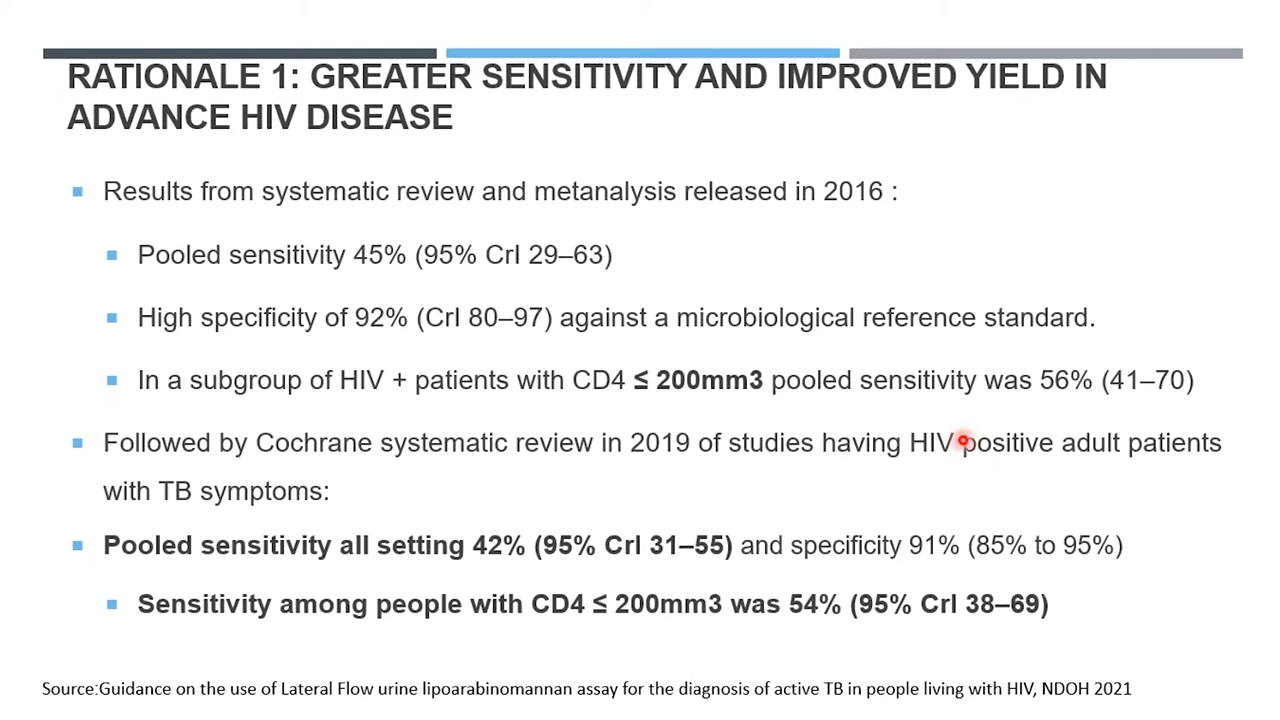 RATIONALE 1: GREATER SENSITIVITY AND IMPROVED YIELD IN
ADVANCE HIV DISEASE
Results from systematic review and metanalysis released in 2016 :
Pooled sensitivity 45% (95% CrI 29–63)
High specificity of 92% (CrI 80–97) against a microbiological reference standard.
In a subgroup of HIV + patients with CD4 ≤ 200mm3 pooled sensitivity was 56% (41–70)
Followed by Cochrane systematic review in 2019 of studies having HIV positive adult patients
with TB symptoms:
Pooled sensitivity all setting 42% (95% CrI 31–55) and specificity 91% (85% to 95%)
Sensitivity among people with CD4 ≤ 200mm3 was 54% (95% CrI 38–69)
Source:Guidance on the use of Lateral Flow urine lipoarabinomannan assay for the diagnosis of active TB in people living with HIV, NDOH 2021